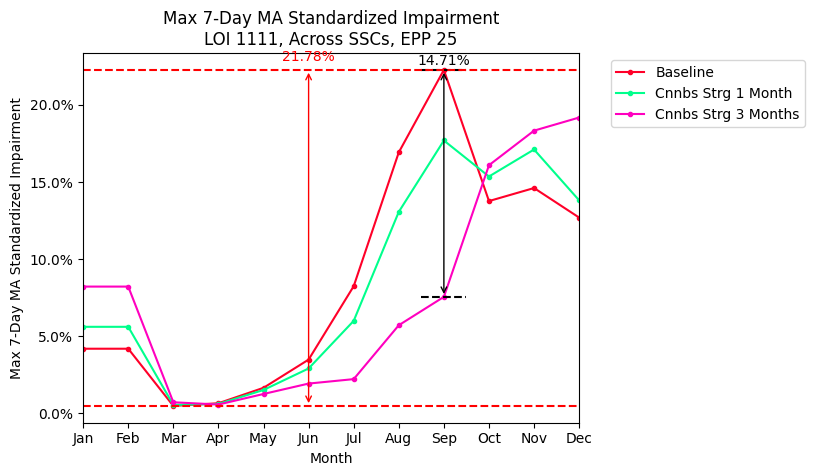 Max 7-Day MA Standardized Impairment
LOI 1111, Across SSCs, EPP 25
21.78%
14.71%
Baseline
Cnnbs Strg 1 Month
Cnnbs Strg 3 Months
Max 7-Day MA Standardized Impairment
20.0%
15.0%
10.0%
5.0%
0.0%
Jan Feb Mar Apr May Jun Jul Aug Sep Oct Nov Dec
Month